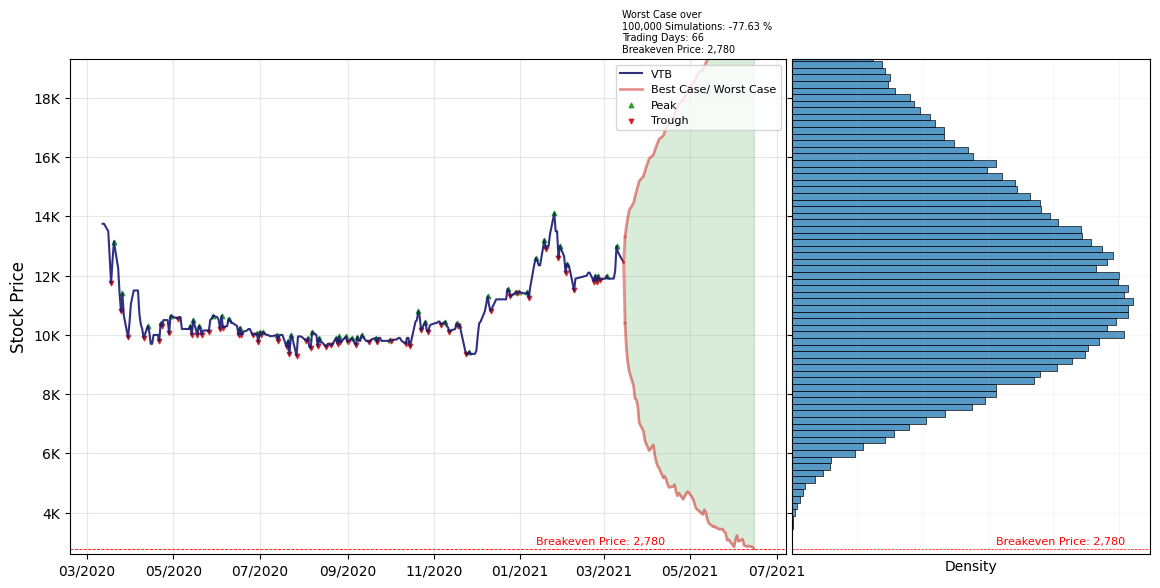 Worst Case over
100,000 Simulations: -77.63 %
Trading Days: 66
Breakeven Price: 2,780
VTB
Best Case/ Worst Case
Peak
Trough
Stock Price
18K
16K
14K
12K
10K
8K
6K
4K
Breakeven Price: 2,780
Breakeven Price: 2,780
03/2020 05/2020 07/2020 09/2020 11/2020 01/2021 03/2021 05/2021 07/2021
Density